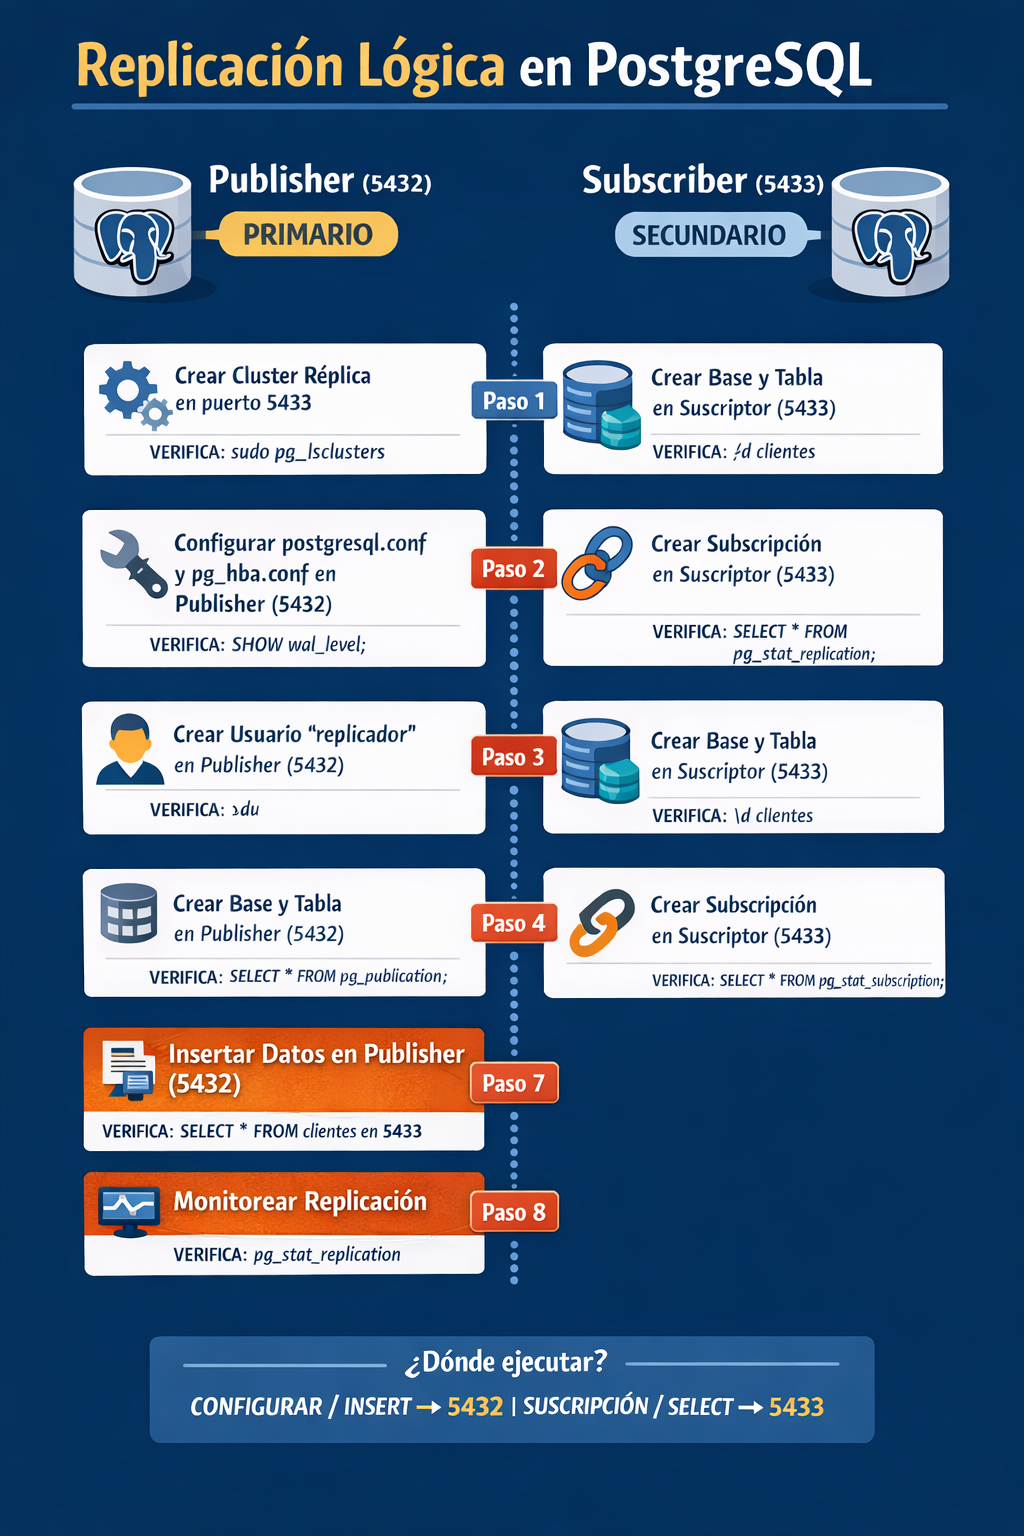 Replicación Lógica en PostgreSQL
Publisher (5432)
PRIMARIO
Subscriber (5433)
SECUNDARIO
Crear Cluster Réplica
en puerto 5433
VERIFICA: sudo pg_lsclusters
Paso 1
Crear Base y Tabla
en Suscriptor (5433)
VERIFICA: /d clientes
Configurar postgresql.conf
y pg_hba.conf en
Publisher (5432)
VERIFICA: SHOW wal_level;
Paso 2
Crear Subscripción
en Suscriptor (5433)
VERIFICA: SELECT * FROM
pg_stat_replication;
Crear Usuario “replicador”
en Publisher (5432)
VERIFICA:
Paso 3
Crear Base y Tabla
en Suscriptor (5433)
VERIFICA: \d cllentes
Crear Base y Tabla
en Publisher (5432)
VERIFICA: SELECT * FROM pg_publication;
Paso 4
Crear Subscripción
en Suscriptor (5433)
VERIFICA: SELECT * FROM pg_stat_subscription;
Insertar Datos en Publisher
(5432)
VERIFICA: SELECT * FROM clientes en 5433
Paso 7
Monitorear Replicación
VERIFICA: pg_stat_replication
Paso 8
¿Dónde ejecutar?
CONFIGURAR / INSERT → 5432 | SUSCRIPCIÓN / SELECT → 5433